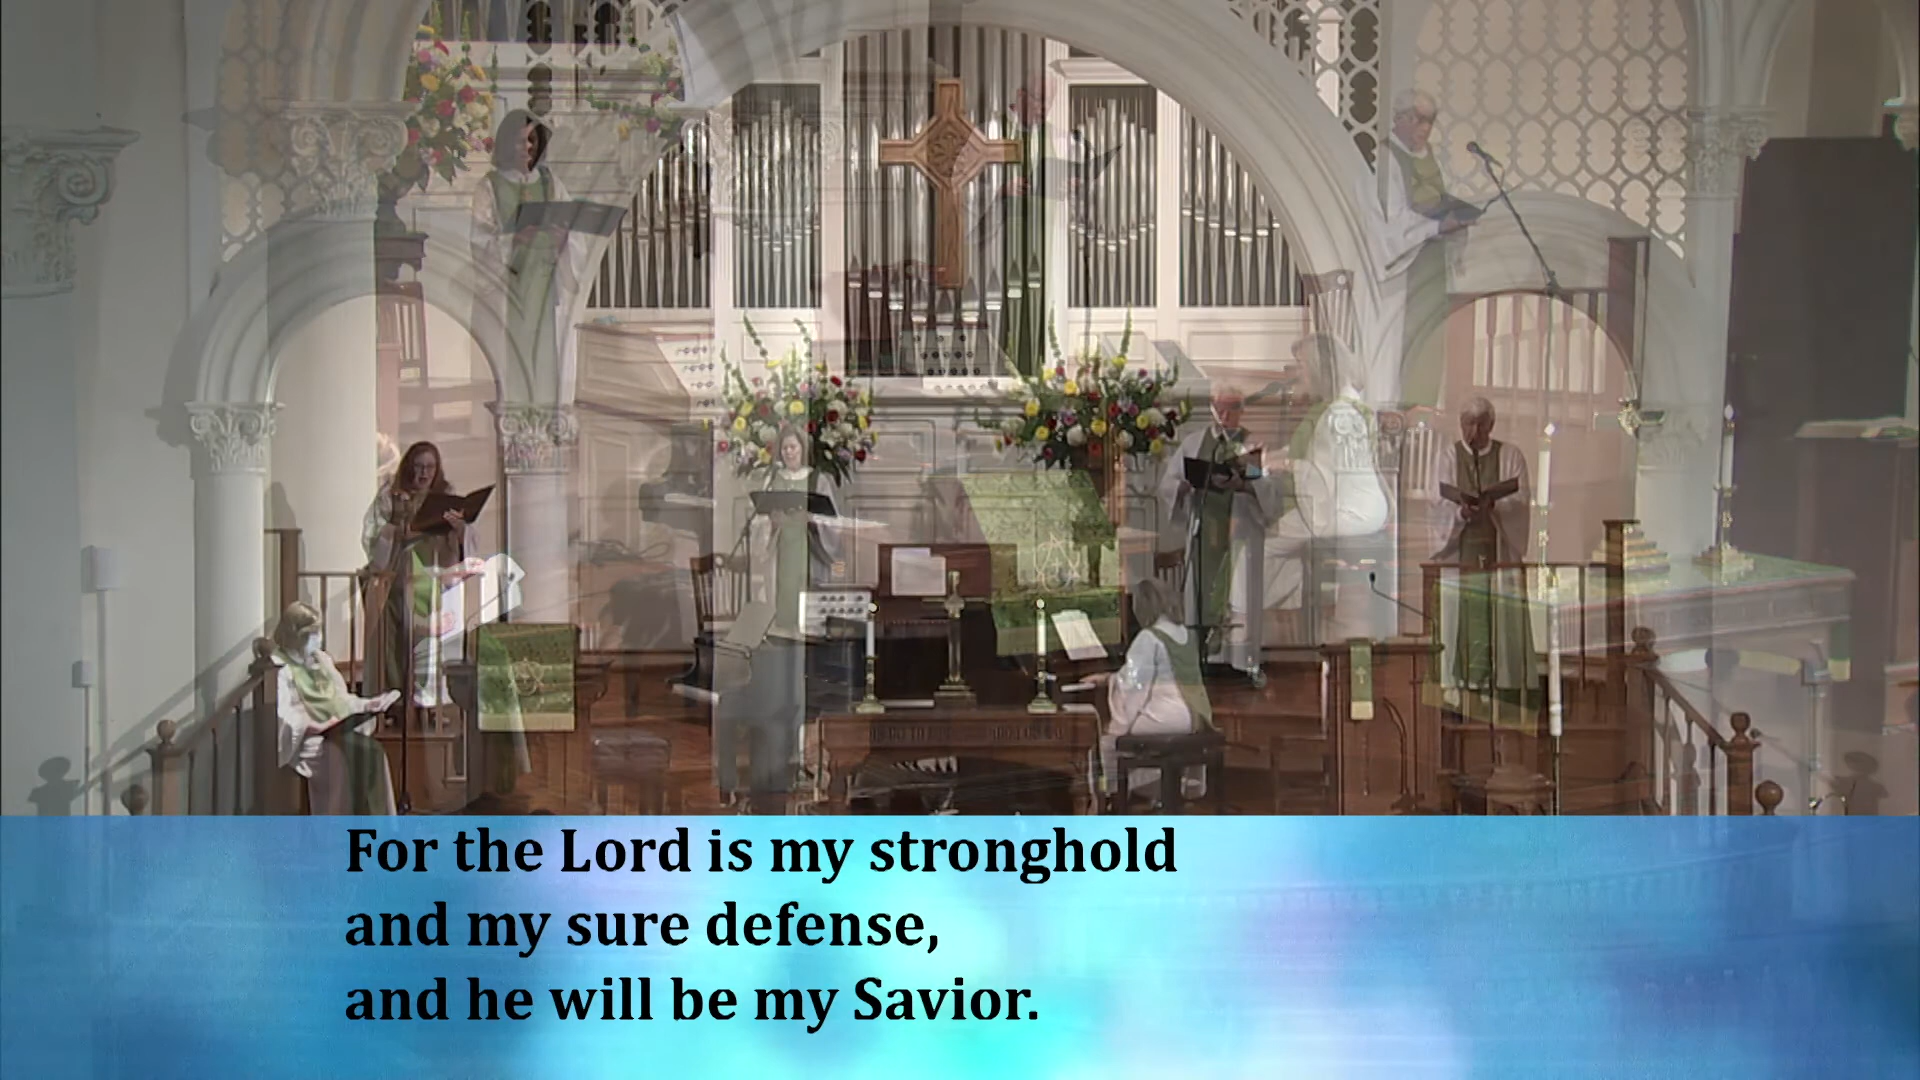 For the Lord is my stronghold
and my sure defense,
and he will be my Savior.